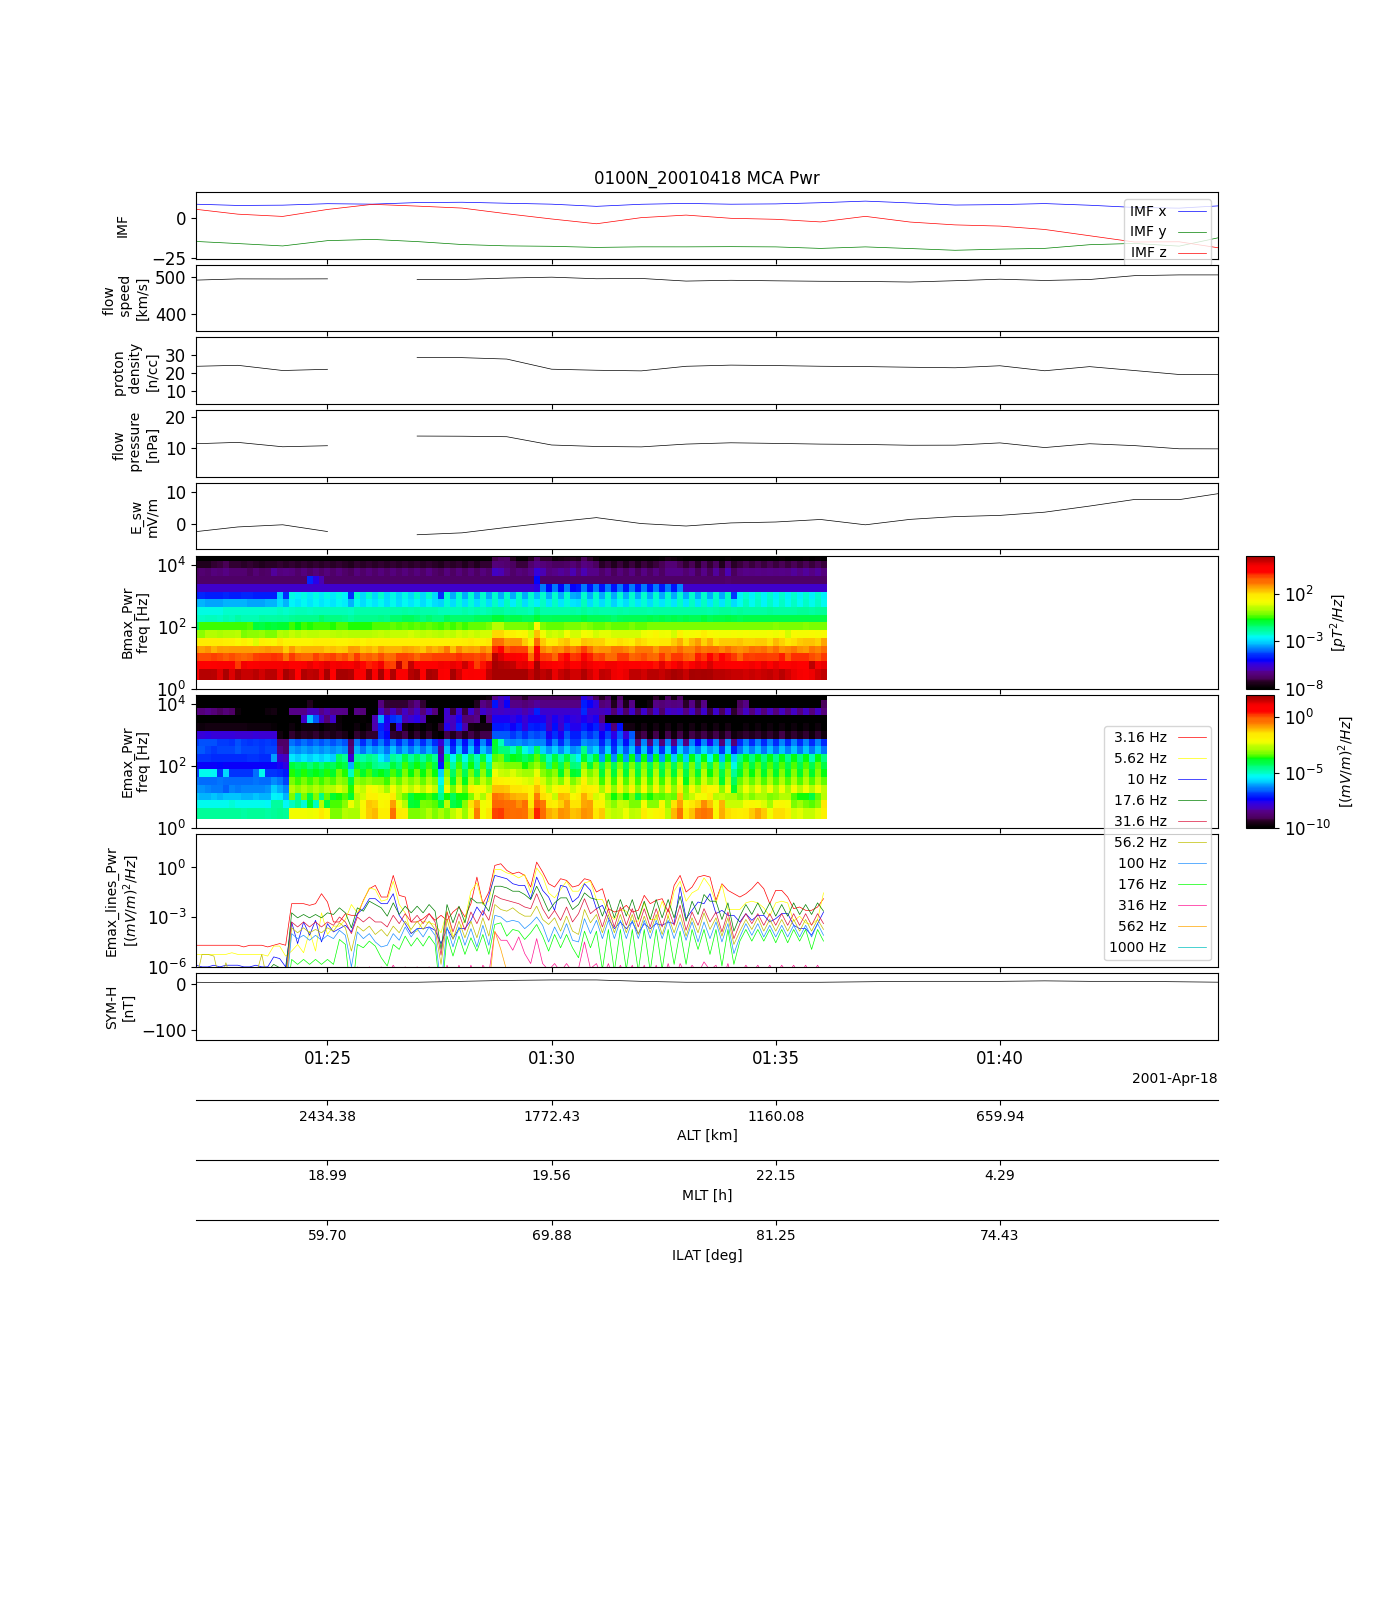 0100N_20010418 MCA Pwr
IMF
0
−25
IMF x
IMF y
IMF z
flow
speed
[km/s]
500
400
proton
density
[n/cc]
30
20
10
flow
pressure
[nPa]
20
10
E_sw
mV/m
10
0
Bmax_Pwr
freq [Hz]
10^4
10^2
10^0
10^2
10^−3
10^−8
[pT^2/Hz]
Emax_Pwr
freq [Hz]
10^4
10^2
10^0
10^0
10^−5
10^−10
[(mV/m)^2/Hz]
3.16 Hz
5.62 Hz
10 Hz
17.6 Hz
31.6 Hz
56.2 Hz
100 Hz
176 Hz
316 Hz
562 Hz
1000 Hz
Emax_lines_Pwr
[(mV/m)^2/Hz]
10^0
10^−3
10^−6
SYM-H
[nT]
0
−100
01:25 01:30 01:35 01:40
2001-Apr-18
2434.38 1772.43 1160.08 659.94
ALT [km]
18.99 19.56 22.15 4.29
MLT [h]
59.70 69.88 81.25 74.43
ILAT [deg]